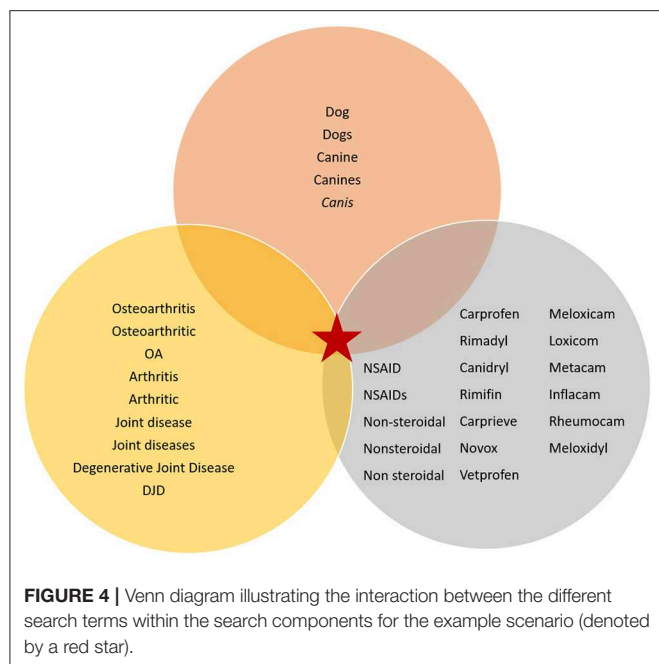 Dog
Dogs
Canine
Canines
Canis
Osteoarthritis
Osteoarthritic
OA
Arthritis
Arthritic
Joint disease
Joint diseases
Degenerative Joint Disease
DJD
NSAID
NSAIDs
Non-steroidal
Nonsteroidal
Non steroidal
Carprofen
Rimadyl
Canidryl
Rimifin
Carprieve
Novox
Vetprofen
Meloxicam
Loxicom
Metacam
Inflacam
Rheumocam
Meloxidyl
FIGURE 4 | Venn diagram illustrating the interaction between the different
search terms within the search components for the example scenario (denoted
by a red star).